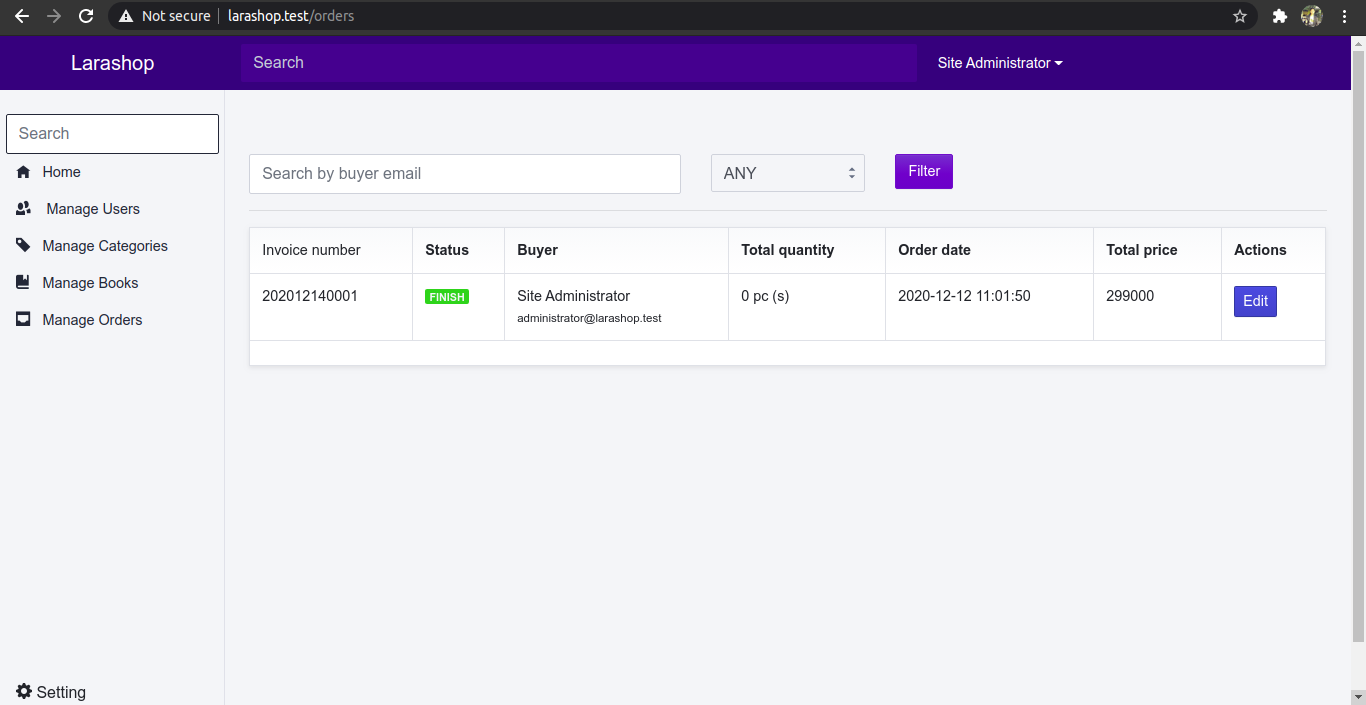 Not secure larashop.test/orders
Larashop Search Site Administrator
Search
Home
Manage Users
Manage Categories
Manage Books
Manage Orders
Setting
Search by buyer email ANY Filter
Invoice number Status Buyer Total quantity Order date Total price Actions
202012140001 FINISH Site Administrator 0 pc (s) 2020-12-12 11:01:50 299000 Edit
administrator@larashop.test